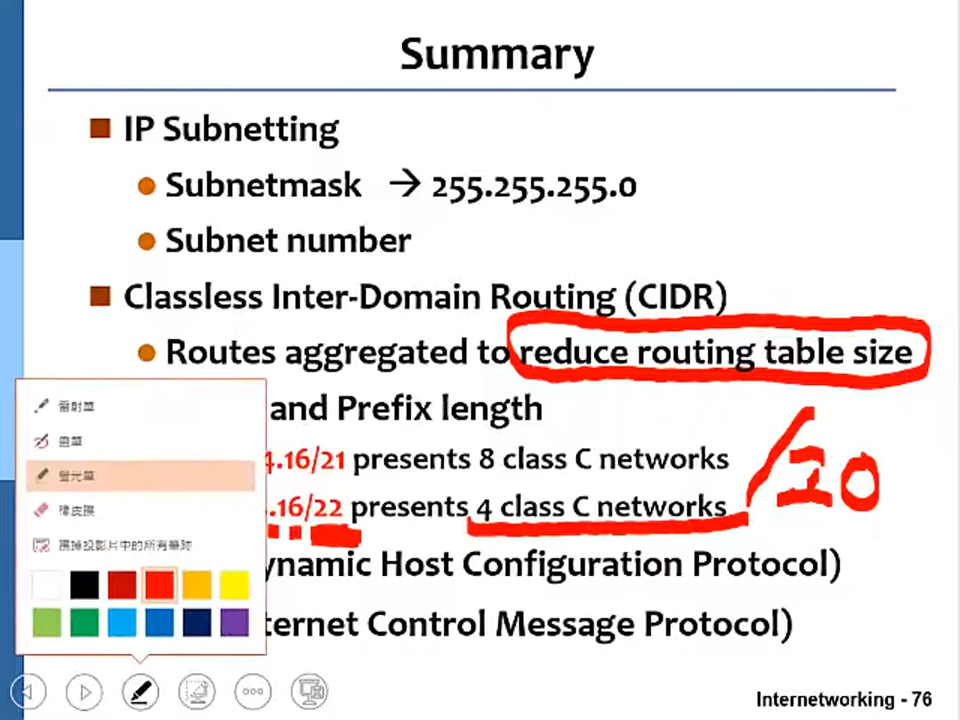 Summary
IP Subnetting
Subnetmask → 255.255.255.0
Subnet number
Classless Inter-Domain Routing (CIDR)
Routes aggregated to reduce routing table size
and Prefix length
4.16/21 presents 8 class C networks
.16/22 presents 4 class C networks
/20
ynamic Host Configuration Protocol)
ternet Control Message Protocol)
雷射筆
畫筆
螢光筆
橡皮擦
擦掉投影片中的所有筆跡
Internetworking - 76